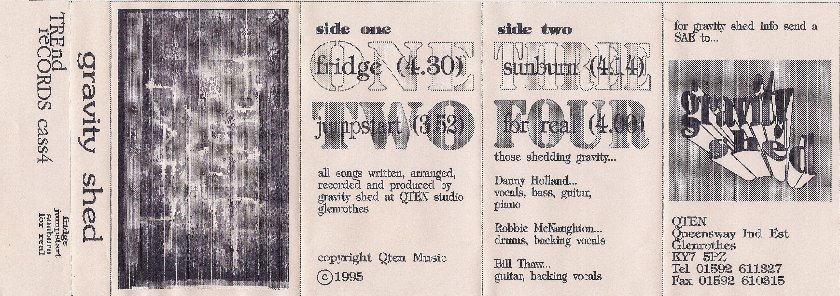 TREnd
reCORDS cass4
gravity shed
fridge
jumpstart
sunburn
for real
side one
ONE
fridge (4.30)
TWO
jumpstart (3.52)
all songs written, arranged,
recorded and produced by
gravity shed at QTEN studio
glenrothes
copyright Qten Music
©1995
side two
THREE
sunburn (4.14)
FOUR
for real (4.00)
those shedding gravity...
Danny Holland...
vocals, bass, guitar,
piano
Robbie McNaughton...
drums, backing vocals
Bill Thaw...
guitar, backing vocals
for gravity shed info send a
SAE to...
gravity
shed
QTEN
Queensway Ind Est
Glenrothes
KY7 5PZ
Tel 01592 611327
Fax 01592 610315